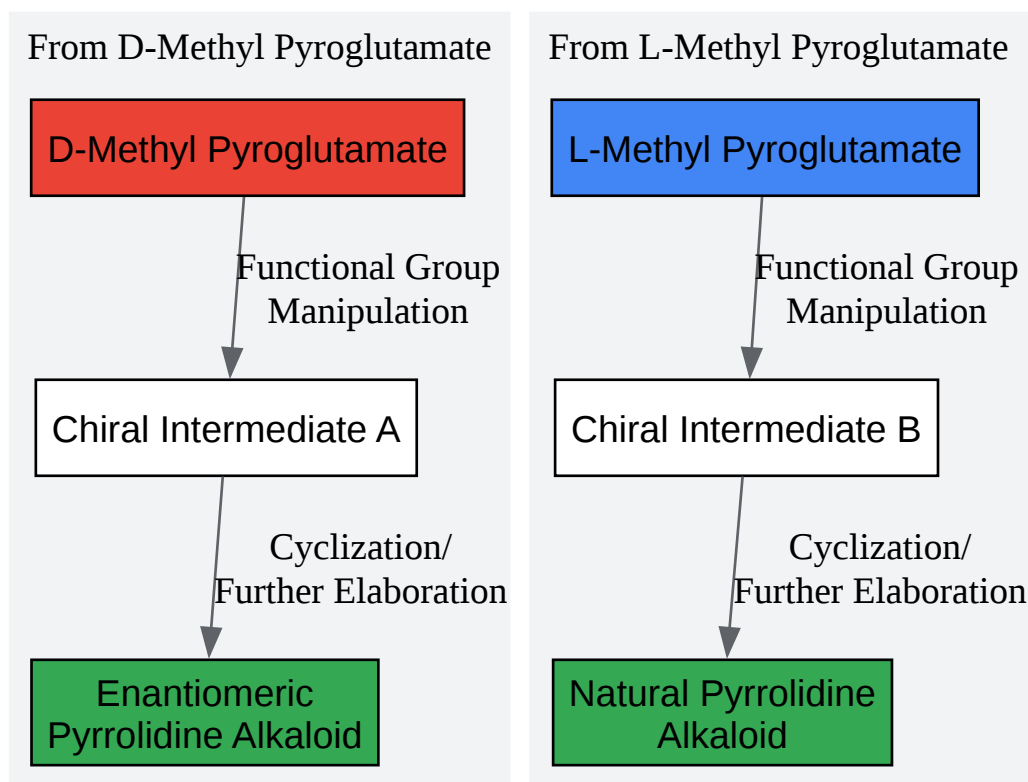 From D-Methyl Pyroglutamate
D-Methyl Pyroglutamate
Functional Group
Manipulation
Chiral Intermediate A
Cyclization/
Further Elaboration
Enantiomeric
Pyrrolidine Alkaloid
From L-Methyl Pyroglutamate
L-Methyl Pyroglutamate
Functional Group
Manipulation
Chiral Intermediate B
Cyclization/
Further Elaboration
Natural Pyrrolidine
Alkaloid